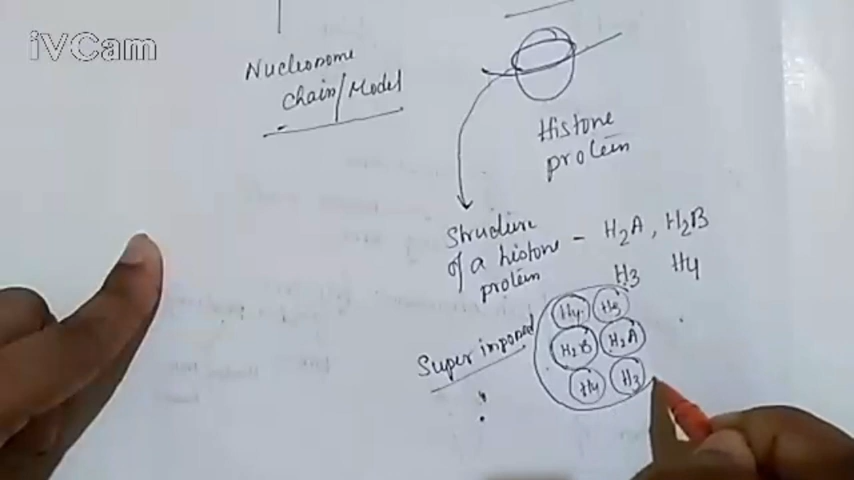 iVCam
Nucleonome
chain/Model
Histone
protein
Structure
of a histone - H2A, H2B
protein
H3 H4
Super imposed
H4 H3
H2B H2A
H4 H3